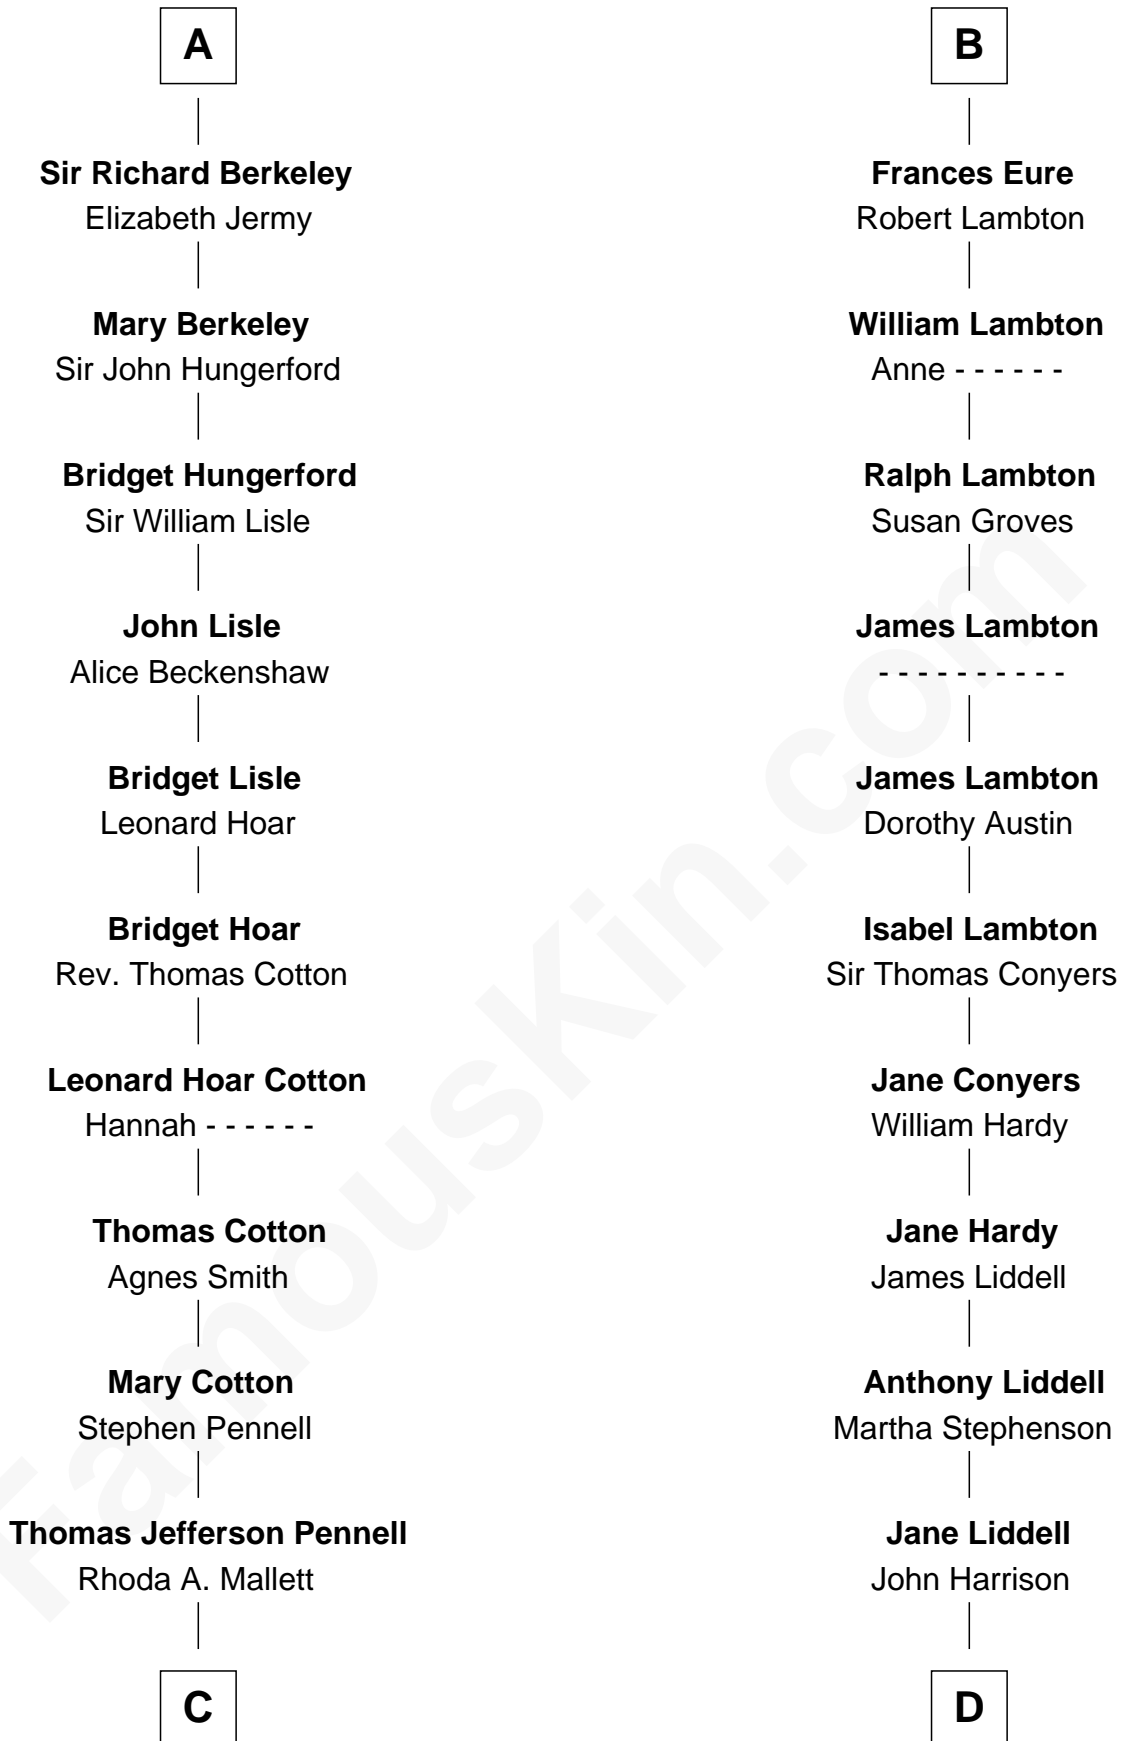 A
Sir Richard Berkeley
Elizabeth Jermy
Mary Berkeley
Sir John Hungerford
Bridget Hungerford
Sir William Lisle
John Lisle
Alice Beckenshaw
Bridget Lisle
Leonard Hoar
Bridget Hoar
Rev. Thomas Cotton
Leonard Hoar Cotton
Hannah - - - - - -
Thomas Cotton
Agnes Smith
Mary Cotton
Stephen Pennell
Thomas Jefferson Pennell
Rhoda A. Mallett
C
B
Frances Eure
Robert Lambton
William Lambton
Anne - - - - - -
Ralph Lambton
Susan Groves
James Lambton
- - - - - - - - - -
James Lambton
Dorothy Austin
Isabel Lambton
Sir Thomas Conyers
Jane Conyers
William Hardy
Jane Hardy
James Liddell
Anthony Liddell
Martha Stephenson
Jane Liddell
John Harrison
D
FamousKin.com